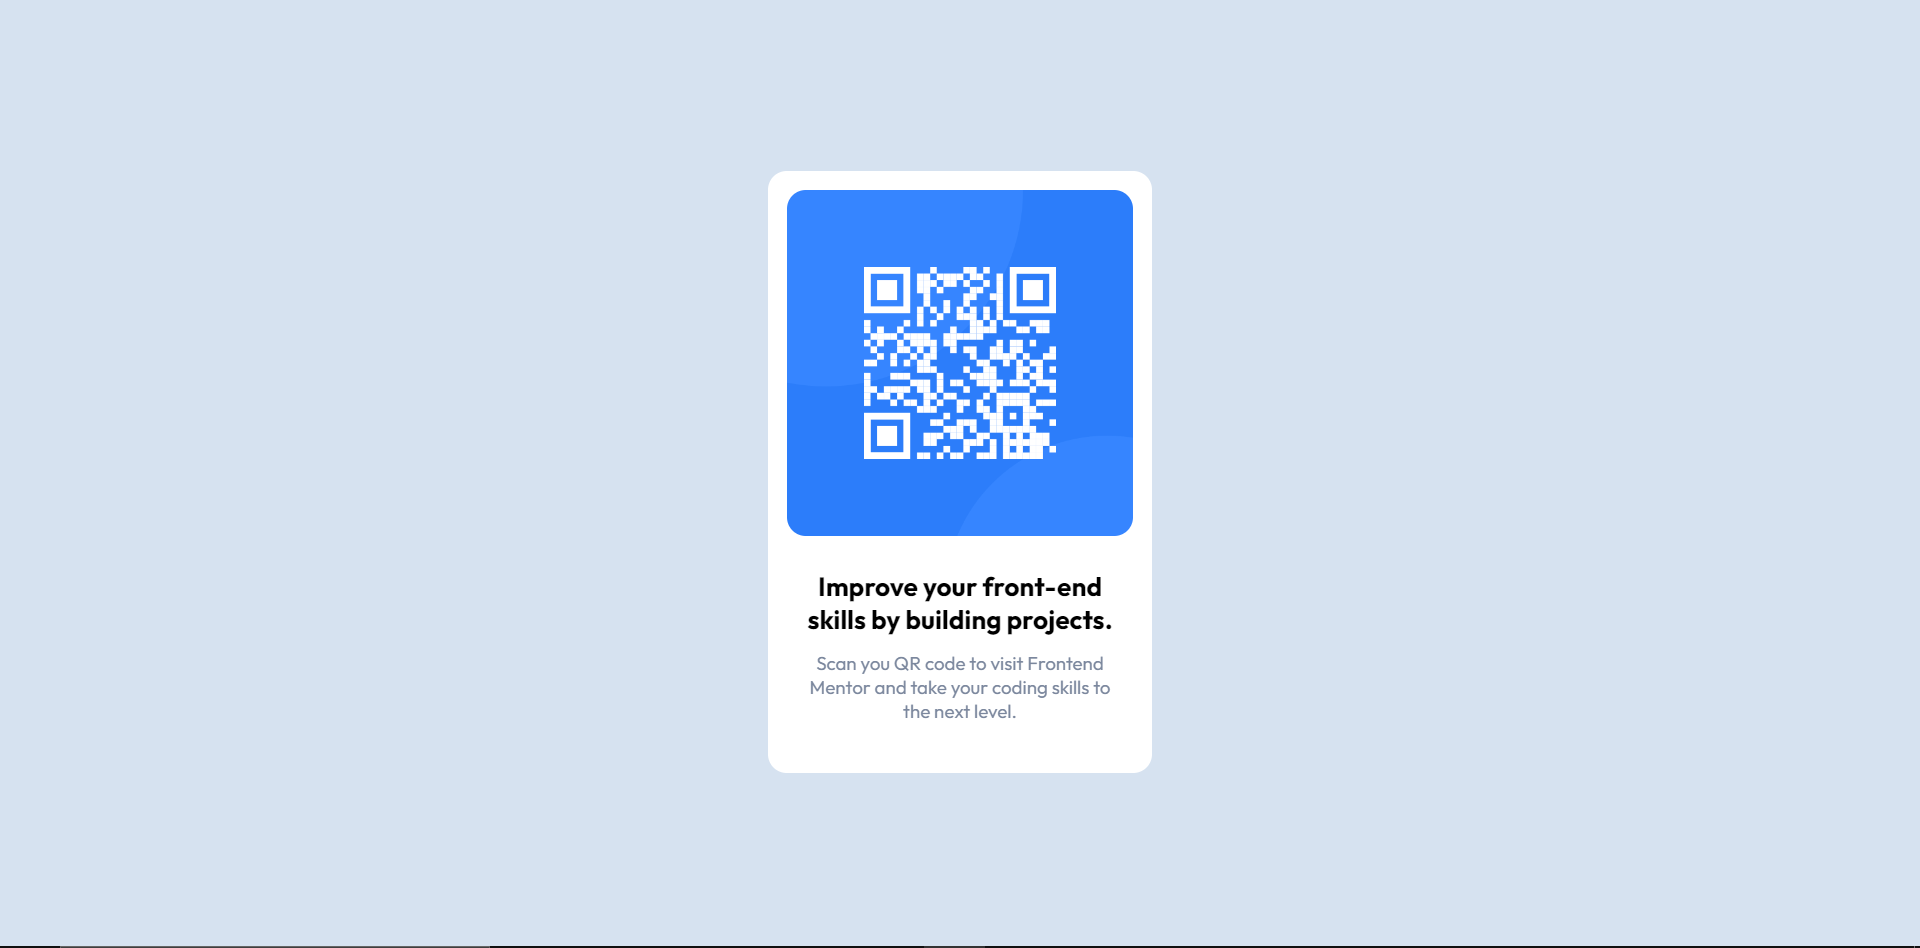 Improve your front-end
skills by building projects.
Scan you QR code to visit Frontend
Mentor and take your coding skills to
the next level.